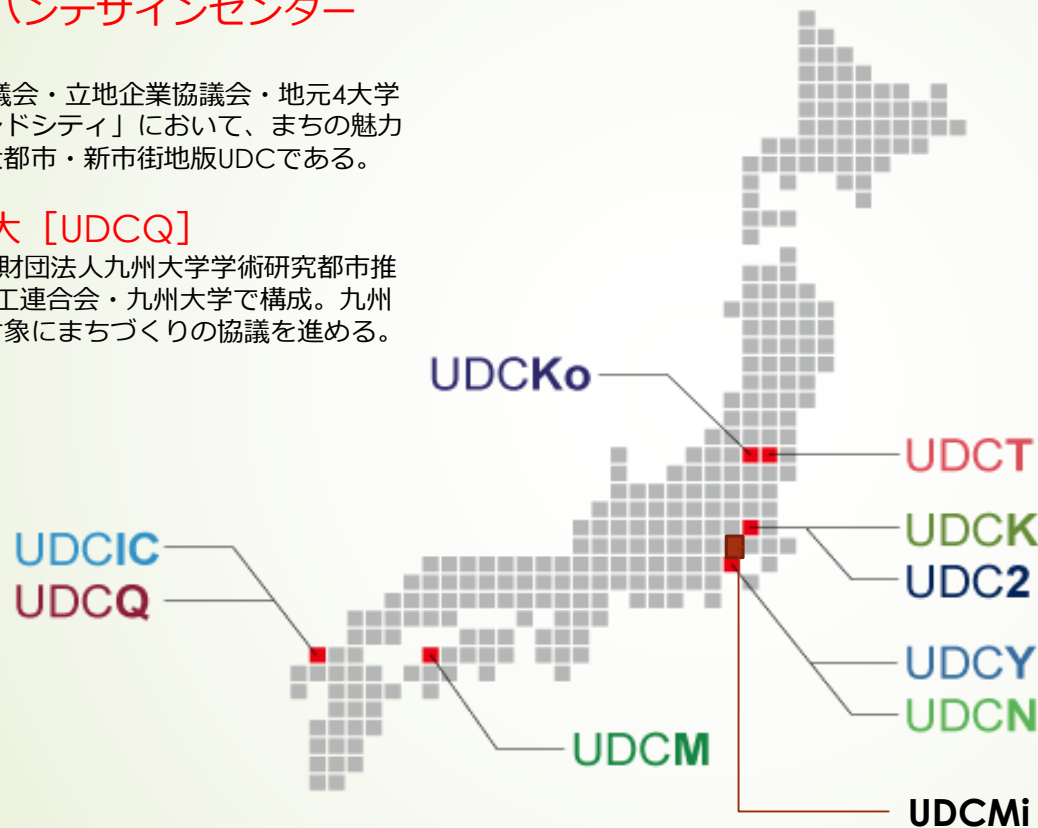 （ンデザインセンター
議会・立地企業協議会・地元4大学
ドシティ」において、まちの魅力
都市・新市街地版UDCである。
大［UDCQ］
財団法人九州大学学術研究都市推
工連合会・九州大学で構成。九州
象にまちづくりの協議を進める。
UDCKo
UDCT
UDCK
UDC2
UDCIC
UDCQ
UDCY
UDCN
UDCM
UDCMi